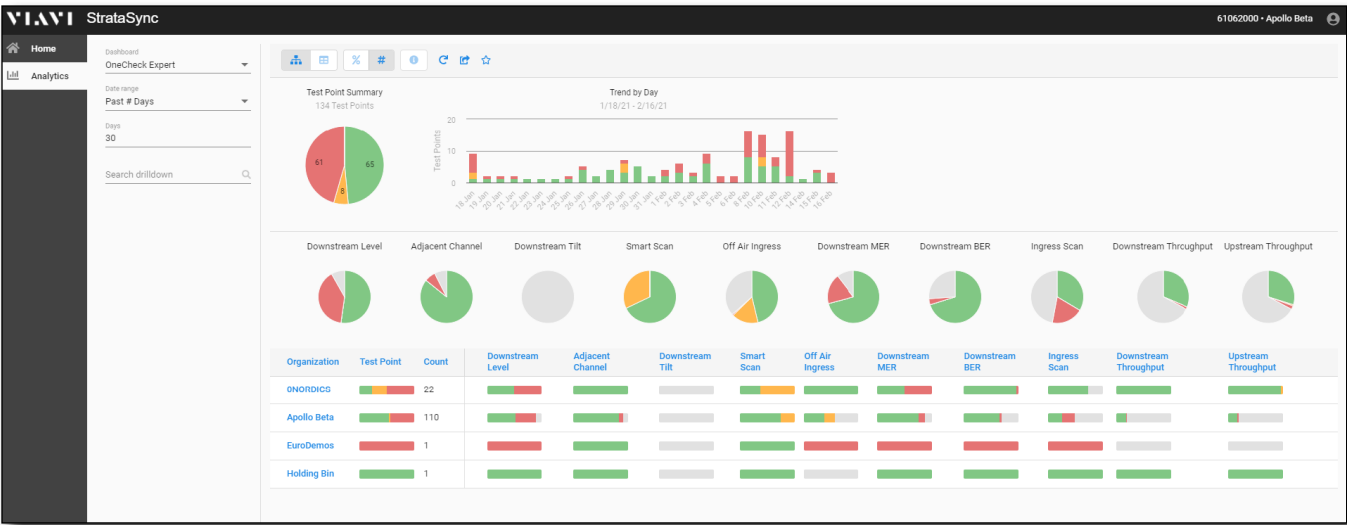 VIAVI StrataSync
61062000 • Apollo Beta
Home
Analytics
Dashboard
OneCheck Expert
Date range
Past # Days
Days
30
Search drilldown
% #
Test Point Summary
134 Test Points
61
65
8
Trend by Day
1/18/21 - 2/16/21
Test Points
20
10
0
18 Jan 19 Jan 20 Jan 21 Jan 22 Jan 23 Jan 24 Jan 25 Jan 26 Jan 27 Jan 28 Jan 29 Jan 30 Jan 31 Jan 1 Feb 2 Feb 3 Feb 4 Feb 5 Feb 6 Feb 8 Feb 10 Feb 11 Feb 12 Feb 14 Feb 15 Feb 16 Feb
Downstream Level Adjacent Channel Downstream Tilt Smart Scan Off Air Ingress Downstream MER Downstream BER Ingress Scan Downstream Thrcughput Upstream Throughput
Organization Test Point Count Downstream Level Adjacent Channel Downstream Tilt Smart Scan Off Air Ingress Downstream MER Downstream BER Ingress Scan Downstream Throughput Upstream Throughput
0NORDICS 22
Apollo Beta 110
EuroDemos 1
Holding Bin 1